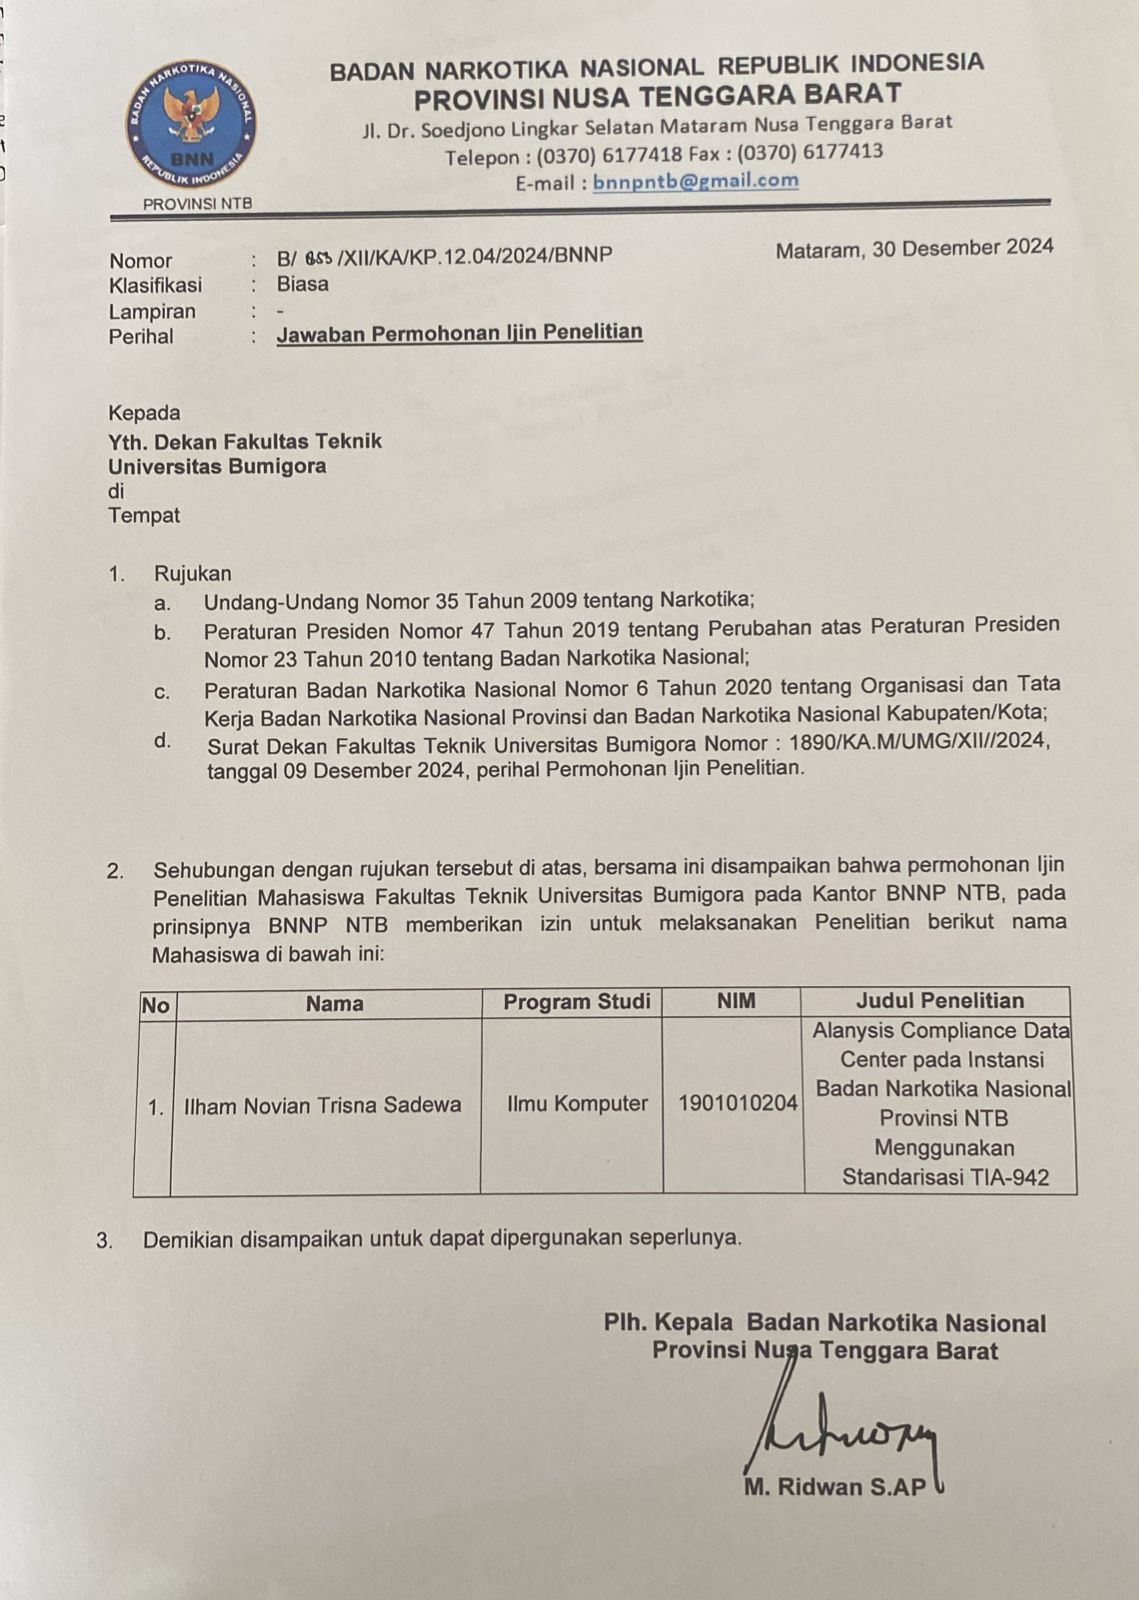 BADAN NARKOTIKA NASIONAL
BNN
REPUBLIK INDONESIA
PROVINSI NTB
BADAN NARKOTIKA NASIONAL REPUBLIK INDONESIA
PROVINSI NUSA TENGGARA BARAT
Jl. Dr. Soedjono Lingkar Selatan Mataram Nusa Tenggara Barat
Telepon : (0370) 6177418 Fax : (0370) 6177413
E-mail : bnnpntb@gmail.com
Mataram, 30 Desember 2024
Nomor : B/ /XII/KA/KP.12.04/2024/BNNP
Klasifikasi : Biasa
Lampiran : -
Perihal : Jawaban Permohonan Ijin Penelitian
Kepada
Yth. Dekan Fakultas Teknik
Universitas Bumigora
di
Tempat
1. Rujukan
a. Undang-Undang Nomor 35 Tahun 2009 tentang Narkotika;
b. Peraturan Presiden Nomor 47 Tahun 2019 tentang Perubahan atas Peraturan Presiden
Nomor 23 Tahun 2010 tentang Badan Narkotika Nasional;
c. Peraturan Badan Narkotika Nasional Nomor 6 Tahun 2020 tentang Organisasi dan Tata
Kerja Badan Narkotika Nasional Provinsi dan Badan Narkotika Nasional Kabupaten/Kota;
d. Surat Dekan Fakultas Teknik Universitas Bumigora Nomor : 1890/KA.M/UMG/XII//2024,
tanggal 09 Desember 2024, perihal Permohonan Ijin Penelitian.
2. Sehubungan dengan rujukan tersebut di atas, bersama ini disampaikan bahwa permohonan Ijin
Penelitian Mahasiswa Fakultas Teknik Universitas Bumigora pada Kantor BNNP NTB, pada
prinsipnya BNNP NTB memberikan izin untuk melaksanakan Penelitian berikut nama
Mahasiswa di bawah ini:
No Nama Program Studi NIM Judul Penelitian
1. Ilham Novian Trisna Sadewa Ilmu Komputer 1901010204 Alanysis Compliance Data
Center pada Instansi
Badan Narkotika Nasional
Provinsi NTB
Menggunakan
Standarisasi TIA-942
3. Demikian disampaikan untuk dapat dipergunakan seperlunya.
Plh. Kepala Badan Narkotika Nasional
Provinsi Nusa Tenggara Barat
M. Ridwan S.AP